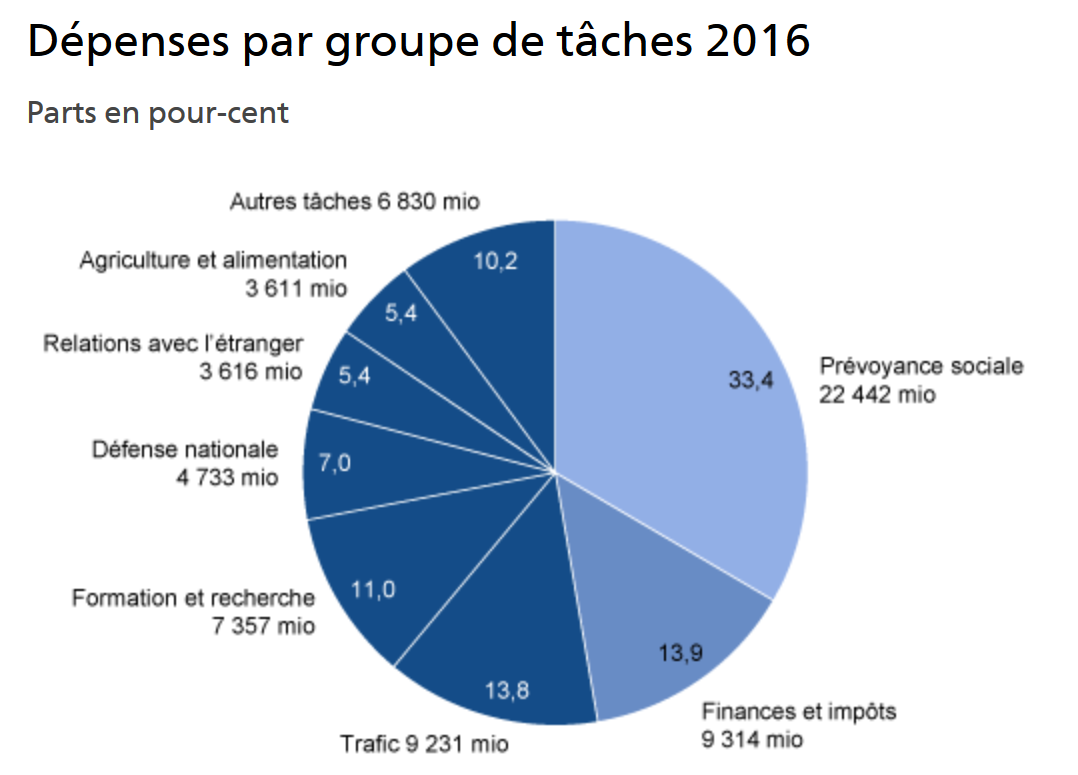 Dépenses par groupe de tâches 2016
Parts en pour-cent
Autres tâches 6 830 mio
10,2
Agriculture et alimentation
3 611 mio
5,4
Relations avec l'étranger
3 616 mio
5,4
Défense nationale
4 733 mio
7,0
Formation et recherche
7 357 mio
11,0
Trafic 9 231 mio
13,8
Finances et impôts
9 314 mio
13,9
Prévoyance sociale
22 442 mio
33,4